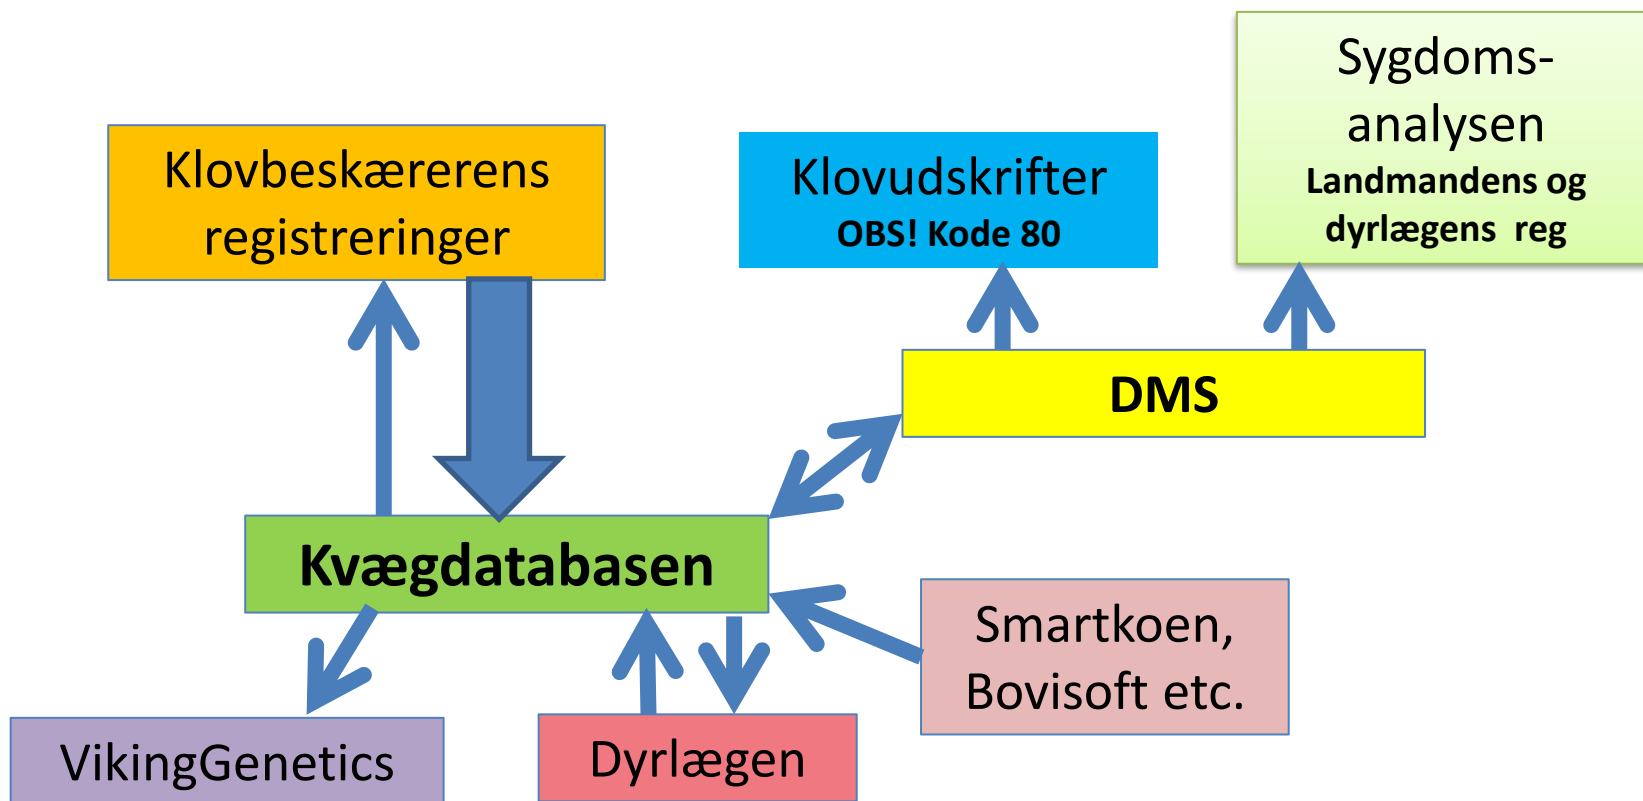 Klovbeskærerens
registreringer
Klovudskrifter
OBS! Kode 80
Sygdoms-
analysen
Landmandens og
dyrlægens  reg
DMS
Kvægdatabasen
Smartkoen,
Bovisoft etc.
VikingGenetics
Dyrlægen